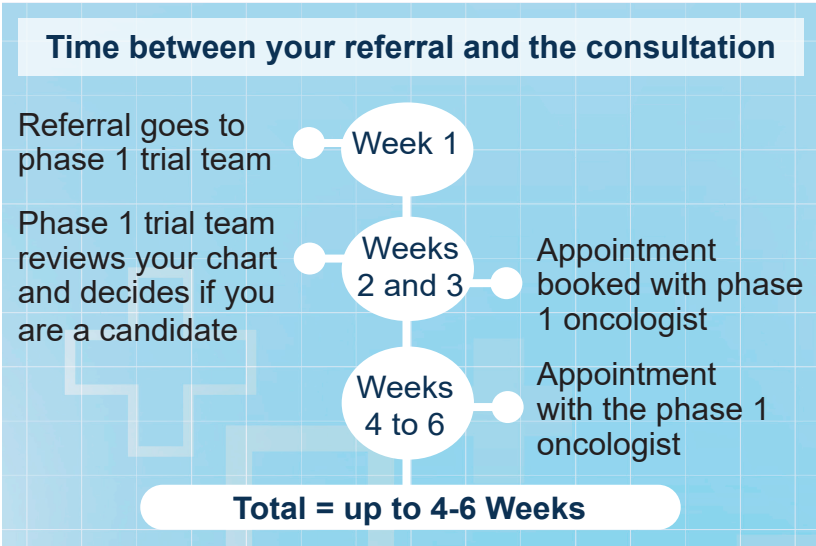 Time between your referral and the consultation
Referral goes to
phase 1 trial team
Week 1
Phase 1 trial team
reviews your chart
and decides if you
are a candidate
Weeks
2 and 3
Appointment
booked with phase
1 oncologist
Weeks
4 to 6
Appointment
with the phase 1
oncologist
Total = up to 4-6 Weeks